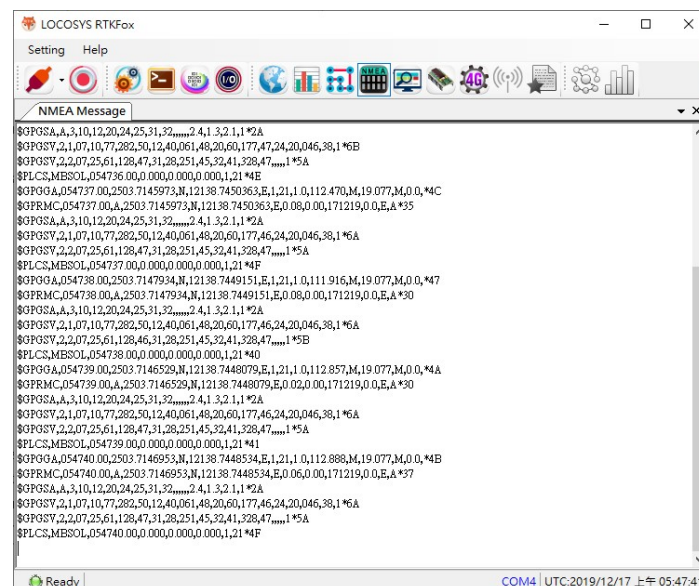 LOCOSYS RTKFox
Setting Help
NMEA 4G
NMEA Message
$GPGSA,A,3,10,12,20,24,25,31,32,,,,,,2.4,1.3,2.1,1*2A
$GPGSV,2,1,07,10,77,282,50,12,40,061,48,20,60,177,47,24,20,046,38,1*6B
$GPGSV,2,2,07,25,61,128,47,31,28,251,45,32,41,328,47,,,,,1*5A
$PLCS,MBSOL,054736.00,0.000,0.000,0.000,1,21*4E
$GPGGA,054737.00,2503.7145973,N,12138.7450363,E,1,21,1.0,112.470,M,19.077,M,0.0,*4C
$GPRMC,054737.00,A,2503.7145973,N,12138.7450363,E,0.08,0.00,171219,0.0,E,A*35
$GPGSA,A,3,10,12,20,24,25,31,32,,,,,,2.4,1.3,2.1,1*2A
$GPGSV,2,1,07,10,77,282,50,12,40,061,48,20,60,177,46,24,20,046,38,1*6A
$GPGSV,2,2,07,25,61,128,47,31,28,251,45,32,41,328,47,,,,,1*5A
$PLCS,MBSOL,054737.00,0.000,0.000,0.000,1,21*4F
$GPGGA,054738.00,2503.7147934,N,12138.7449151,E,1,21,1.0,111.916,M,19.077,M,0.0,*47
$GPRMC,054738.00,A,2503.7147934,N,12138.7449151,E,0.08,0.00,171219,0.0,E,A*30
$GPGSA,A,3,10,12,20,24,25,31,32,,,,,,2.4,1.3,2.1,1*2A
$GPGSV,2,1,07,10,77,282,50,12,40,061,48,20,60,177,46,24,20,046,38,1*6A
$GPGSV,2,2,07,25,61,128,46,31,28,251,45,32,41,328,47,,,,,1*5B
$PLCS,MBSOL,054738.00,0.000,0.000,0.000,1,21*40
$GPGGA,054739.00,2503.7146529,N,12138.7448079,E,1,21,1.0,112.857,M,19.077,M,0.0,*4A
$GPRMC,054739.00,A,2503.7146529,N,12138.7448079,E,0.02,0.00,171219,0.0,E,A*30
$GPGSA,A,3,10,12,20,24,25,31,32,,,,,,2.4,1.3,2.1,1*2A
$GPGSV,2,1,07,10,77,282,50,12,40,061,48,20,60,177,46,24,20,046,38,1*6A
$GPGSV,2,2,07,25,61,128,47,31,28,251,45,32,41,328,47,,,,,1*5A
$PLCS,MBSOL,054739.00,0.000,0.000,0.000,1,21*41
$GPGGA,054740.00,2503.7146953,N,12138.7448534,E,1,21,1.0,112.888,M,19.077,M,0.0,*4B
$GPRMC,054740.00,A,2503.7146953,N,12138.7448534,E,0.06,0.00,171219,0.0,E,A*37
$GPGSA,A,3,10,12,20,24,25,31,32,,,,,,2.4,1.3,2.1,1*2A
$GPGSV,2,1,07,10,77,282,50,12,40,061,48,20,60,177,46,24,20,046,38,1*6A
$GPGSV,2,2,07,25,61,128,47,31,28,251,45,32,41,328,47,,,,,1*5A
$PLCS,MBSOL,054740.00,0.000,0.000,0.000,1,21*4F
Ready COM4 UTC:2019/12/17 上午 05:47:4